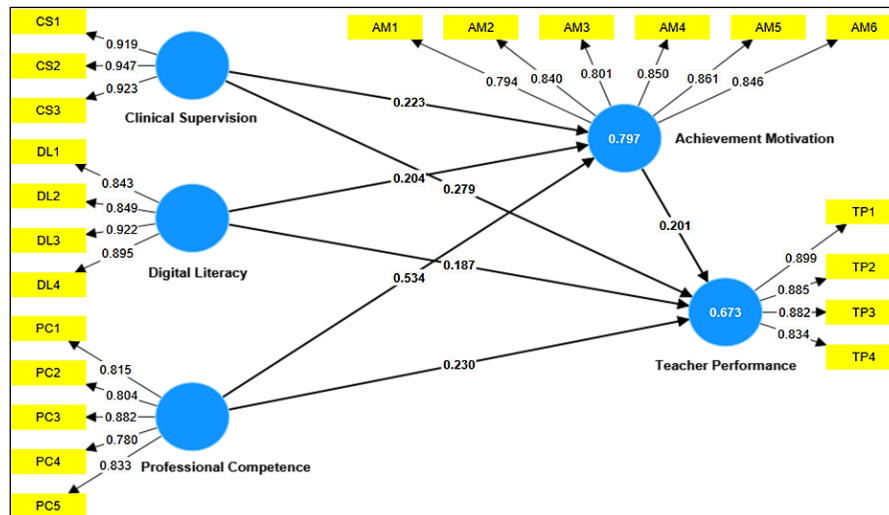 CS1
CS2
CS3
0.919
0.947
0.923
Clinical Supervision
DL1
DL2
DL3
DL4
0.843
0.849
0.922
0.895
Digital Literacy
PC1
PC2
PC3
PC4
PC5
0.815
0.804
0.882
0.780
0.833
Professional Competence
0.223
0.204
0.279
0.187
0.534
0.230
0.201
AM1
AM2
AM3
AM4
AM5
AM6
0.794
0.840
0.801
0.850
0.861
0.846
0.797
Achievement Motivation
TP1
TP2
TP3
TP4
0.899
0.885
0.882
0.834
0.673
Teacher Performance